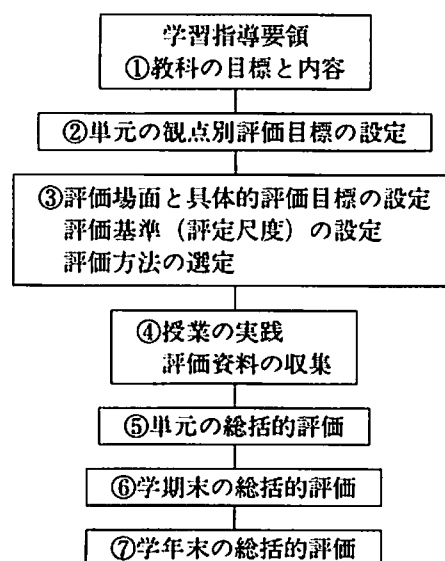 学習指導要領
①教科の目標と内容
②単元の観点別評価目標の設定
③評価場面と具体的評価目標の設定
評価基準（評定尺度）の設定
評価方法の選定
④授業の実践
評価資料の収集
⑤単元の総括的評価
⑥学期末の総括的評価
⑦学年末の総括的評価